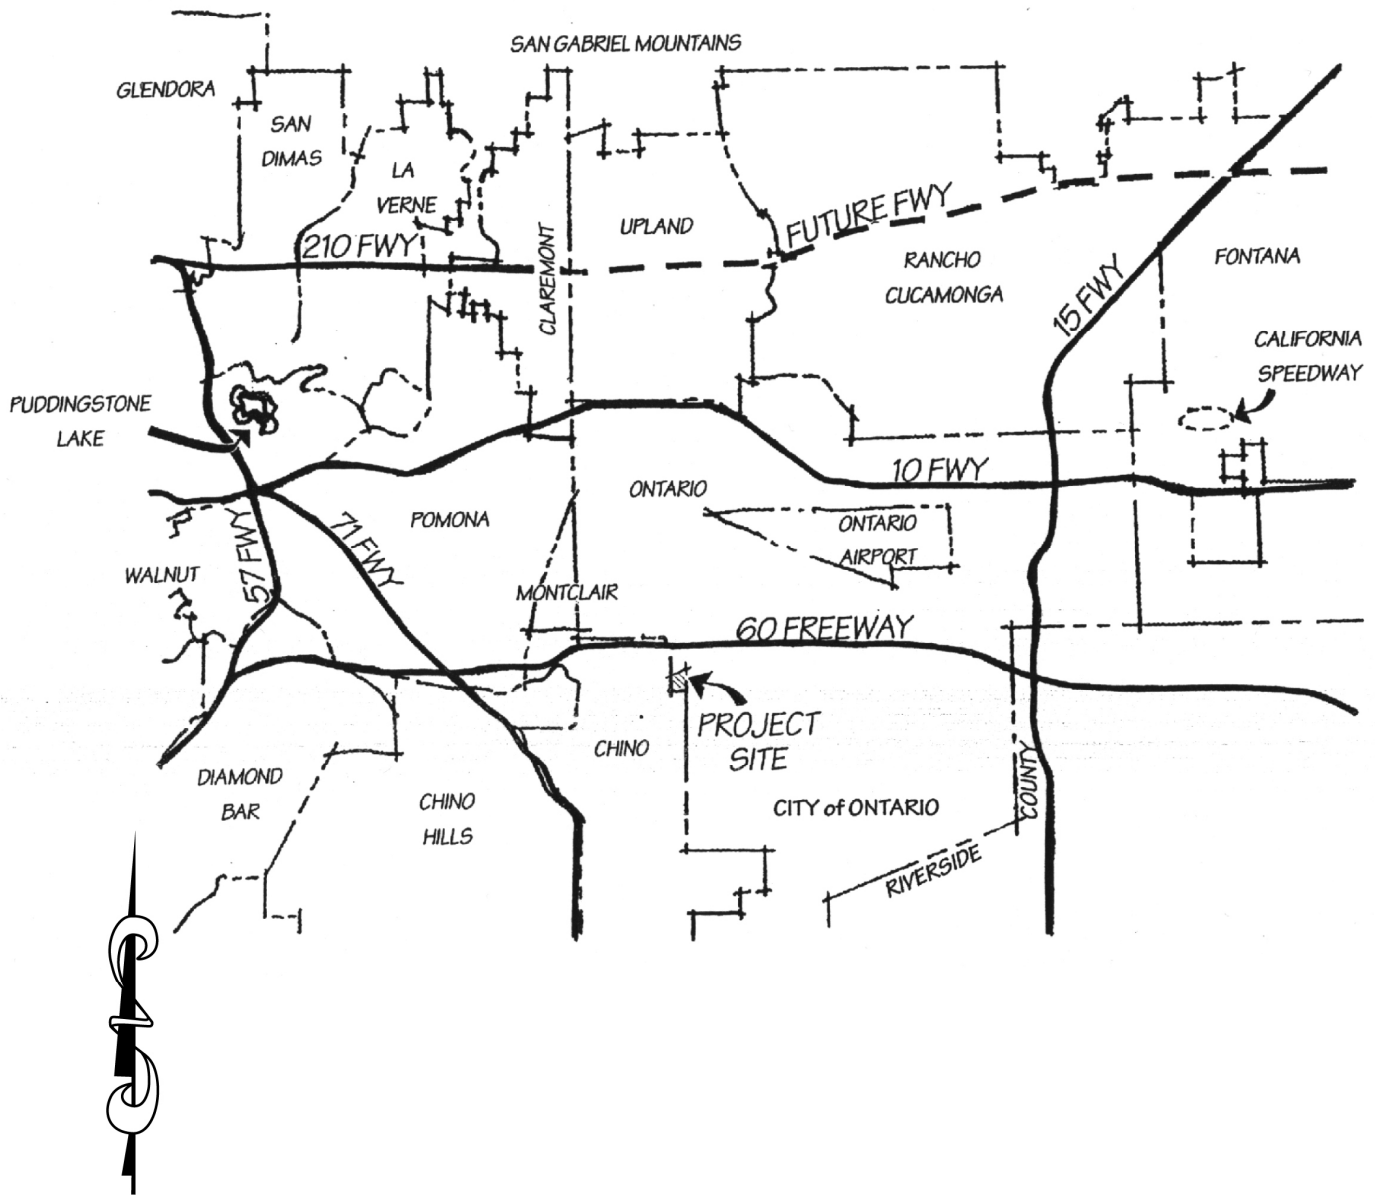 SAN GABRIEL MOUNTAINS
GLENDORA
SAN
DIMAS
LA
VERNE
210 FWY
CLAREMONT
UPLAND
FUTURE FWY
RANCHO
CUCAMONGA
15 FWY
FONTANA
CALIFORNIA
SPEEDWAY
PUDDINGSTONE
LAKE
10 FWY
ONTARIO
POMONA
ONTARIO
AIRPORT
57 FWY
71 FWY
WALNUT
MONTCLAIR
60 FREEWAY
PROJECT
SITE
CHINO
DIAMOND
BAR
CHINO
HILLS
CITY of ONTARIO
COUNTY
RIVERSIDE